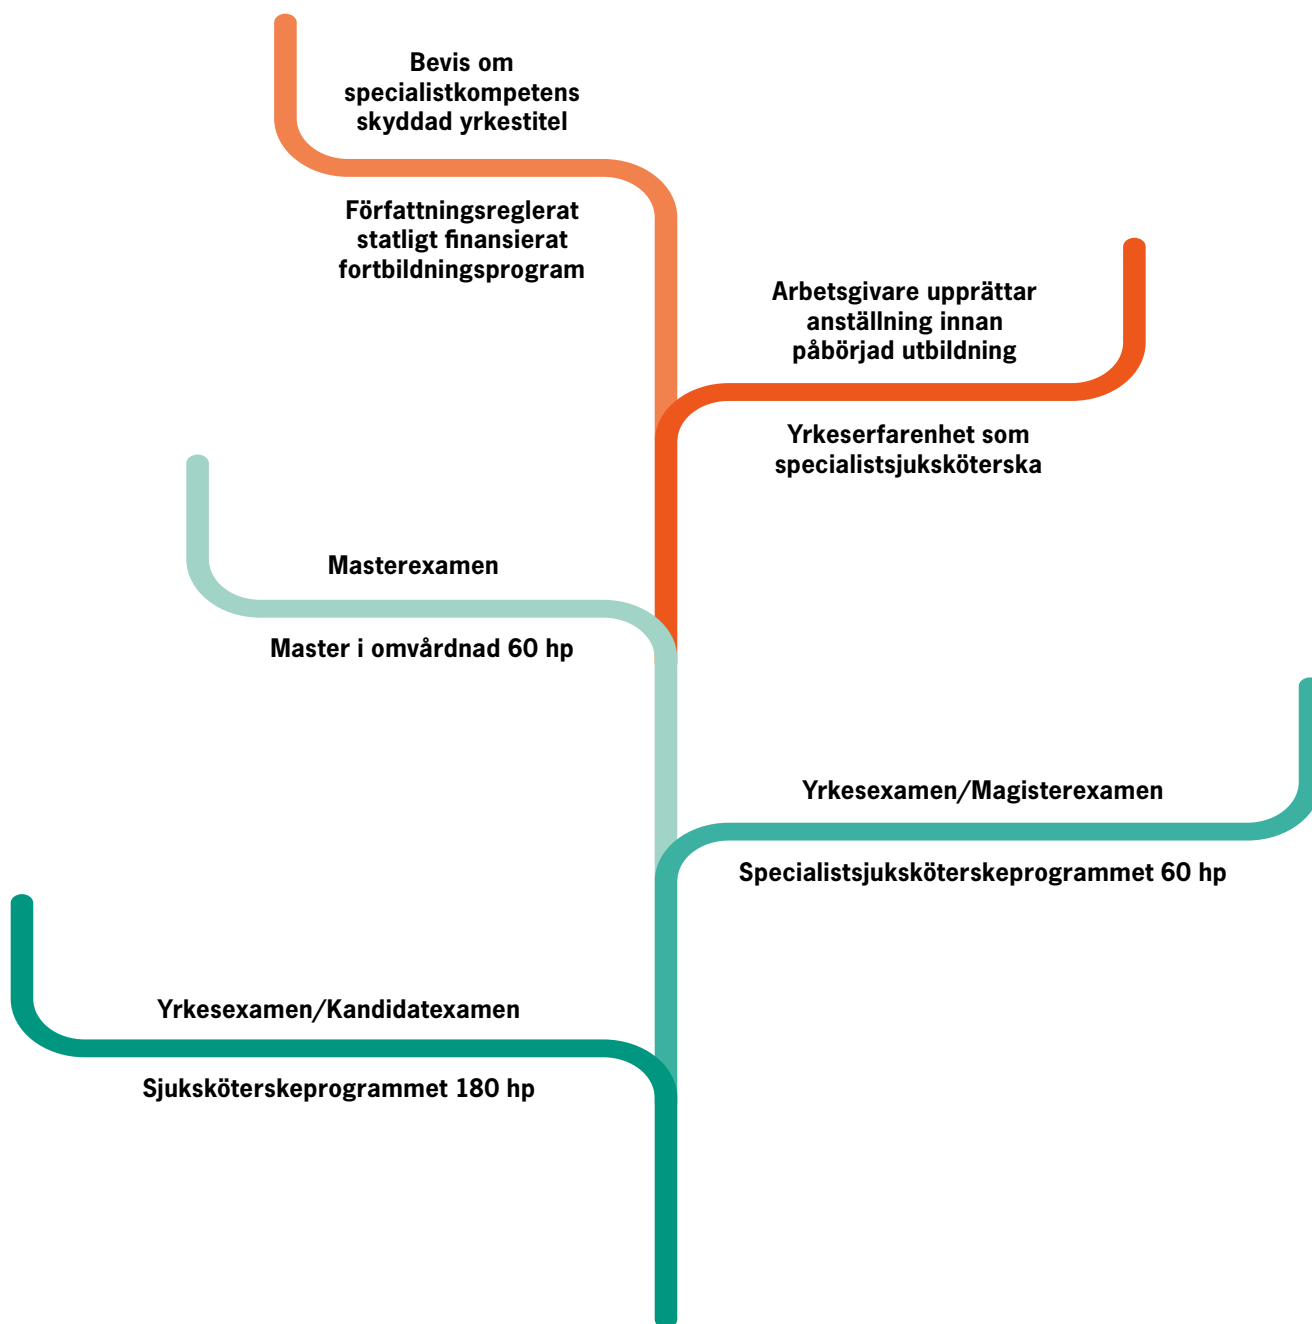 Bevis om
specialistkompetens
skyddad yrkestitel
Författningsreglerat
statligt finansierat
fortbildningsprogram
Arbetsgivare upprättar
anställning innan
påbörjad utbildning
Yrkeserfarenhet som
specialistsjuksköterska
Masterexamen
Master i omvårdnad 60 hp
Yrkesexamen/Magisterexamen
Specialistsjuksköterskeprogrammet 60 hp
Yrkesexamen/Kandidatexamen
Sjuksköterskeprogrammet 180 hp